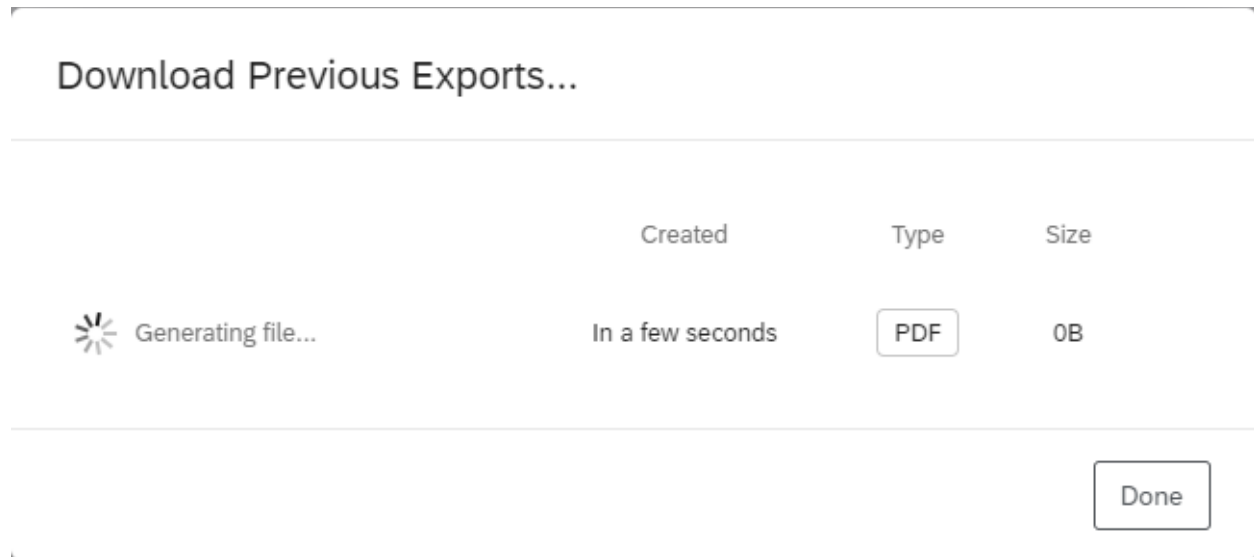 Download Previous Exports...
Created Type Size
Generating file... In a few seconds PDF 0B
Done